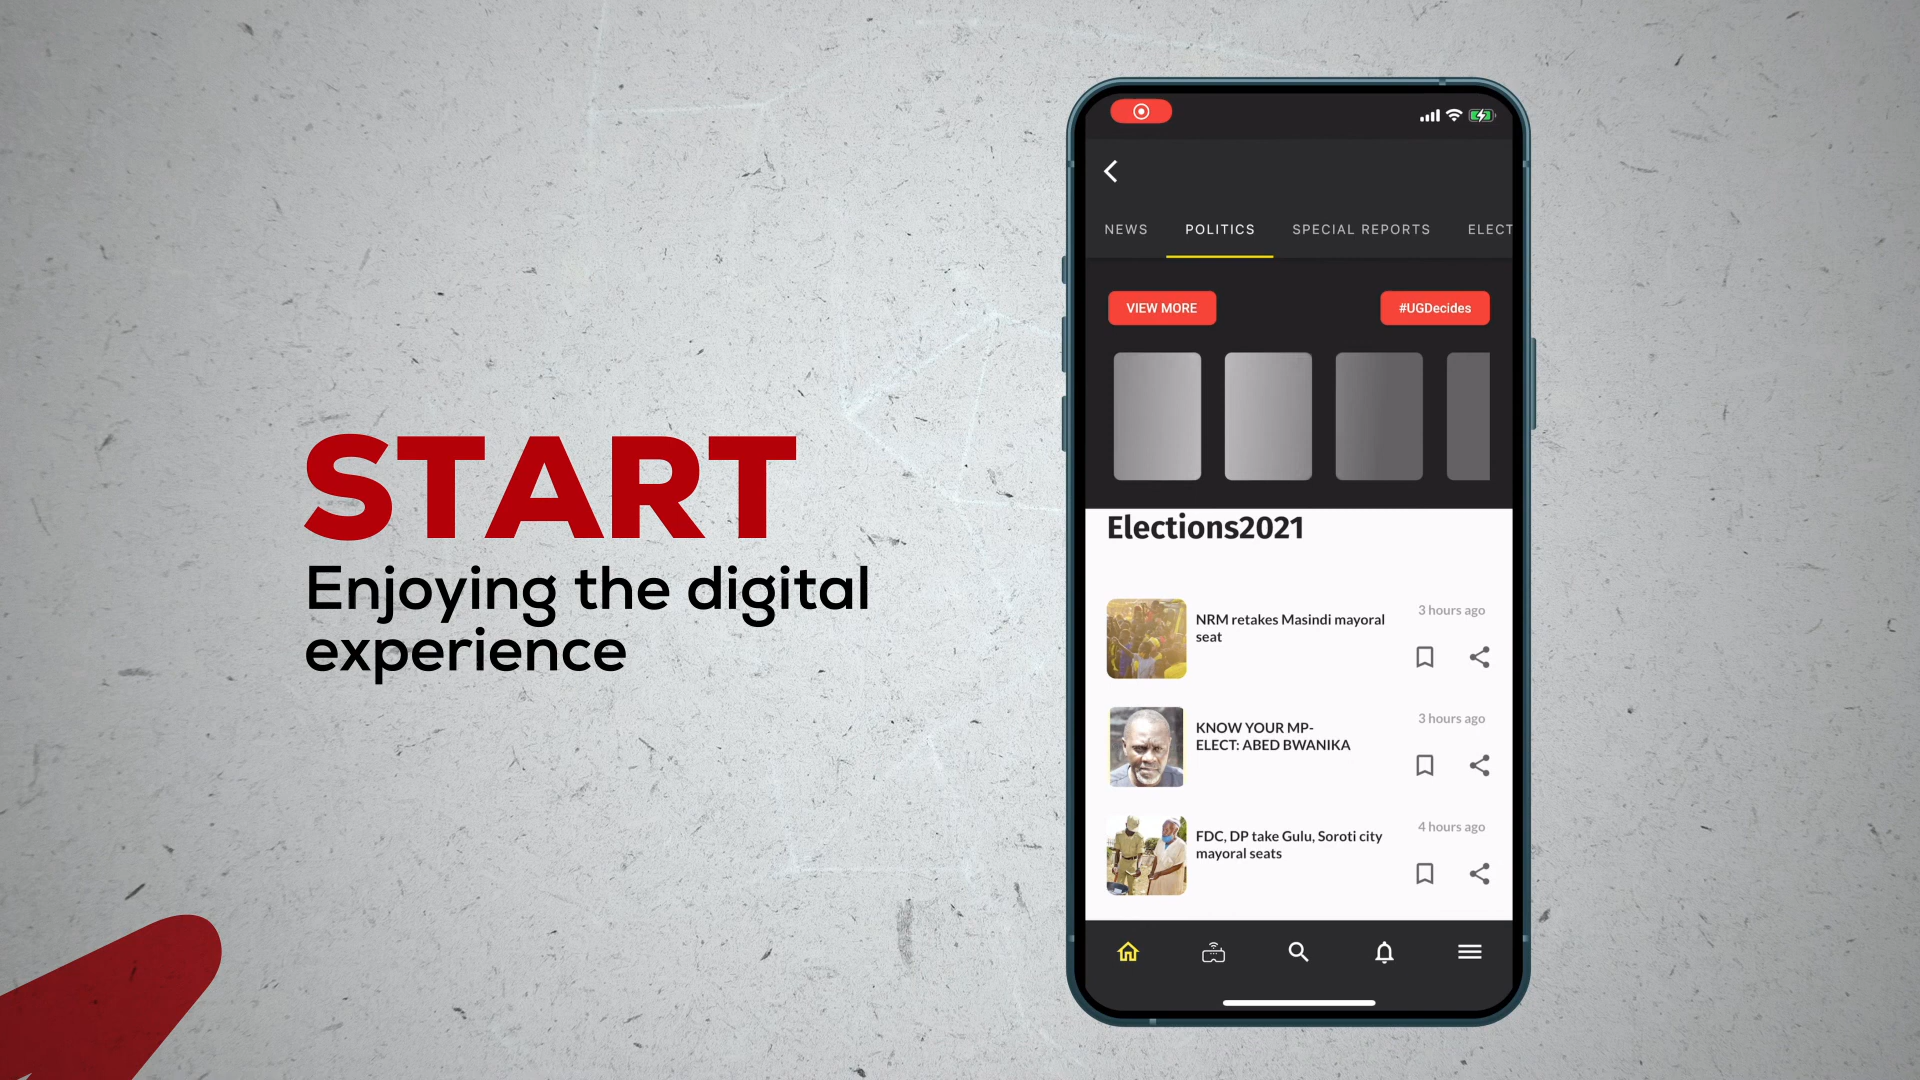 START
Enjoying the digital
experience
NEWS
POLITICS
SPECIAL REPORTS
ELECT
VIEW MORE
#UGDecides
Elections2021
NRM retakes Masindi mayoral
seat
3 hours ago
KNOW YOUR MP-
ELECT: ABED BWANIKA
3 hours ago
FDC, DP take Gulu, Soroti city
mayoral seats
4 hours ago